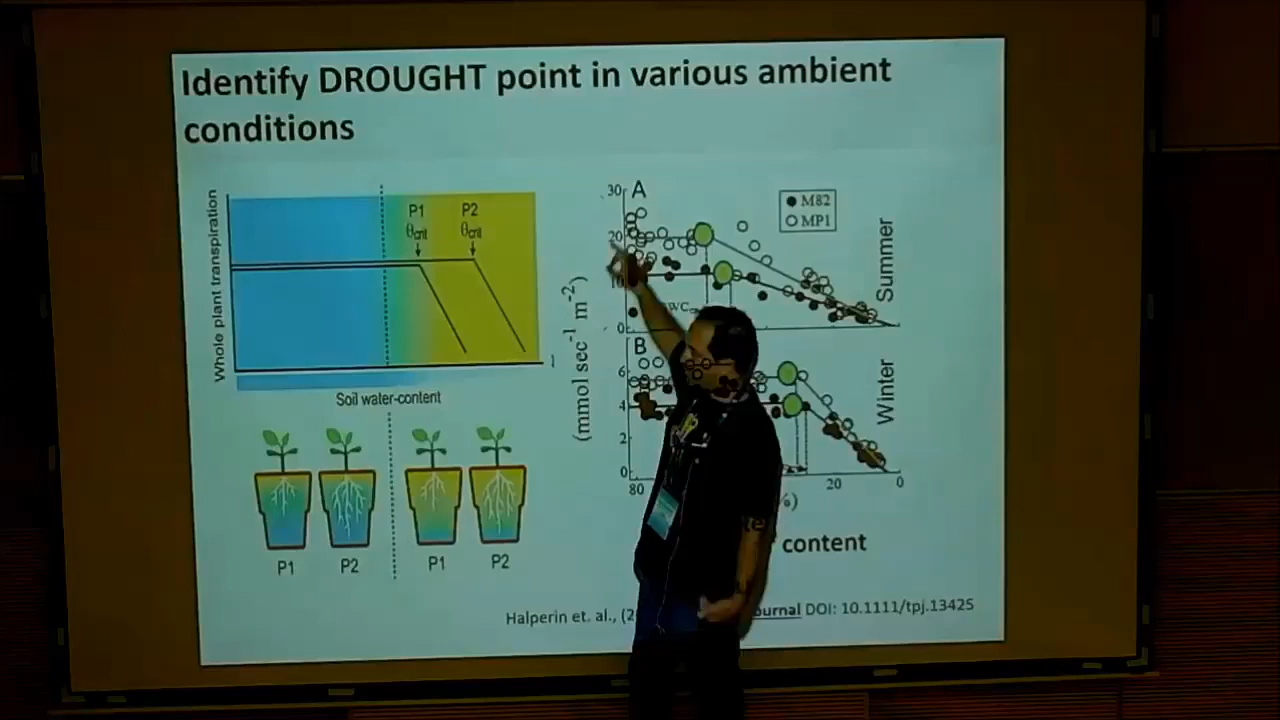 Identify DROUGHT point in various ambient
conditions
Whole plant transpiration
P1
θcrit
P2
θcrit
Soil water-content
P1
P2
P1
P2
(mmol sec⁻¹ m⁻²)
30
20
10
0
A
M82
MP1
Summer
B
6
4
2
0
Winter
80
20
0
%)
content
Halperin et. al., (2
ournal DOI: 10.1111/tpj.13425